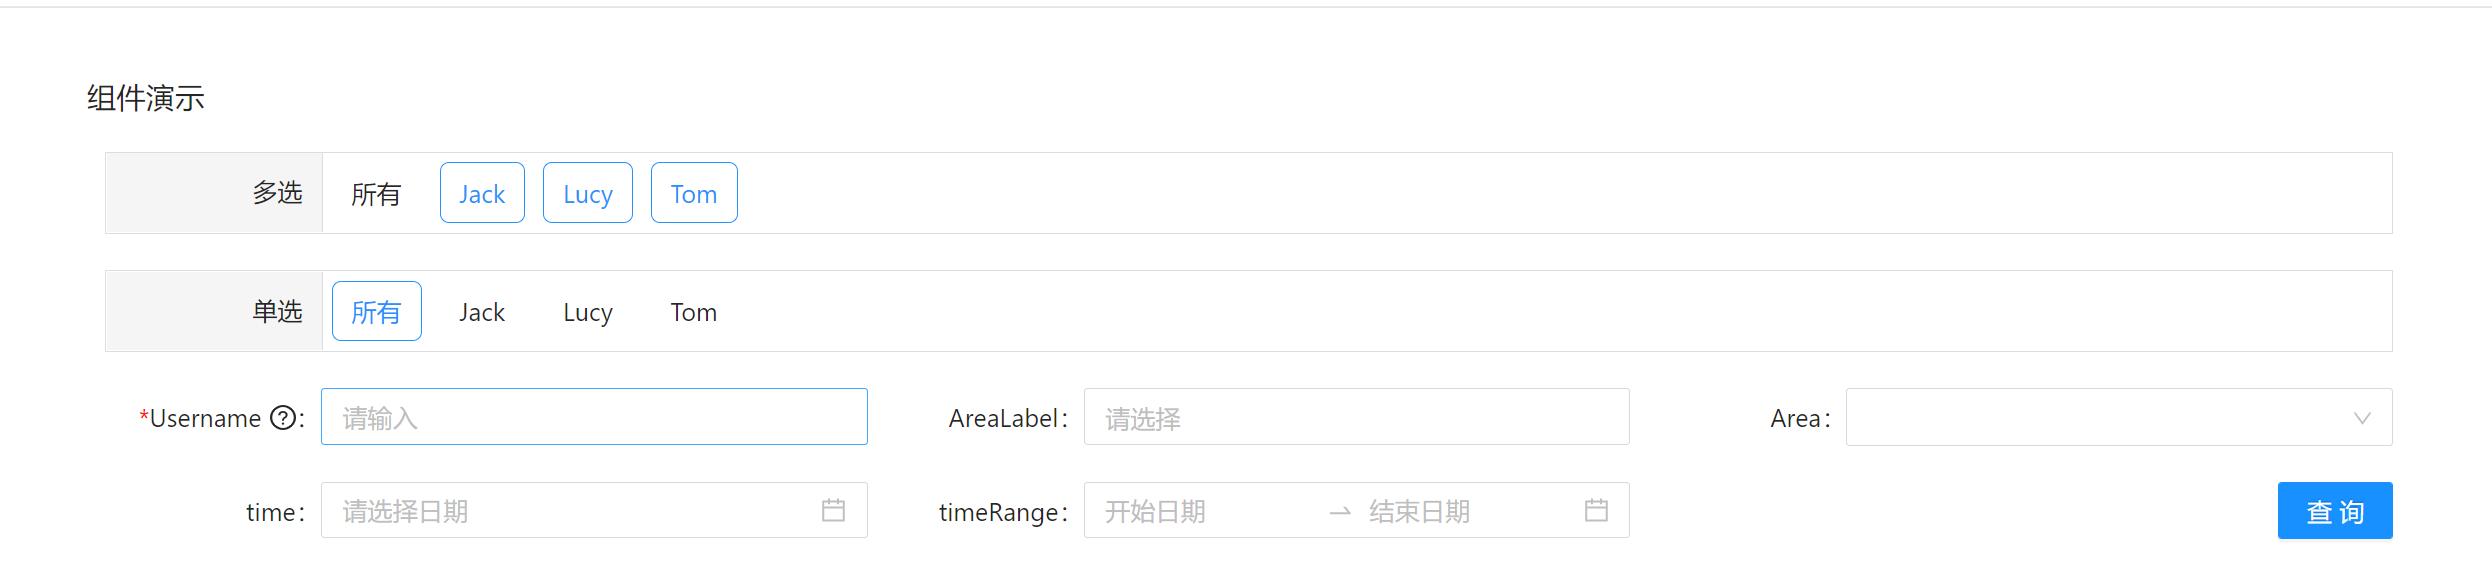 组件演示
多选 所有 Jack Lucy Tom
单选 所有 Jack Lucy Tom
*Username ? : 请输入 AreaLabel : 请选择 Area :
time : 请选择日期 timeRange : 开始日期 → 结束日期 查 询